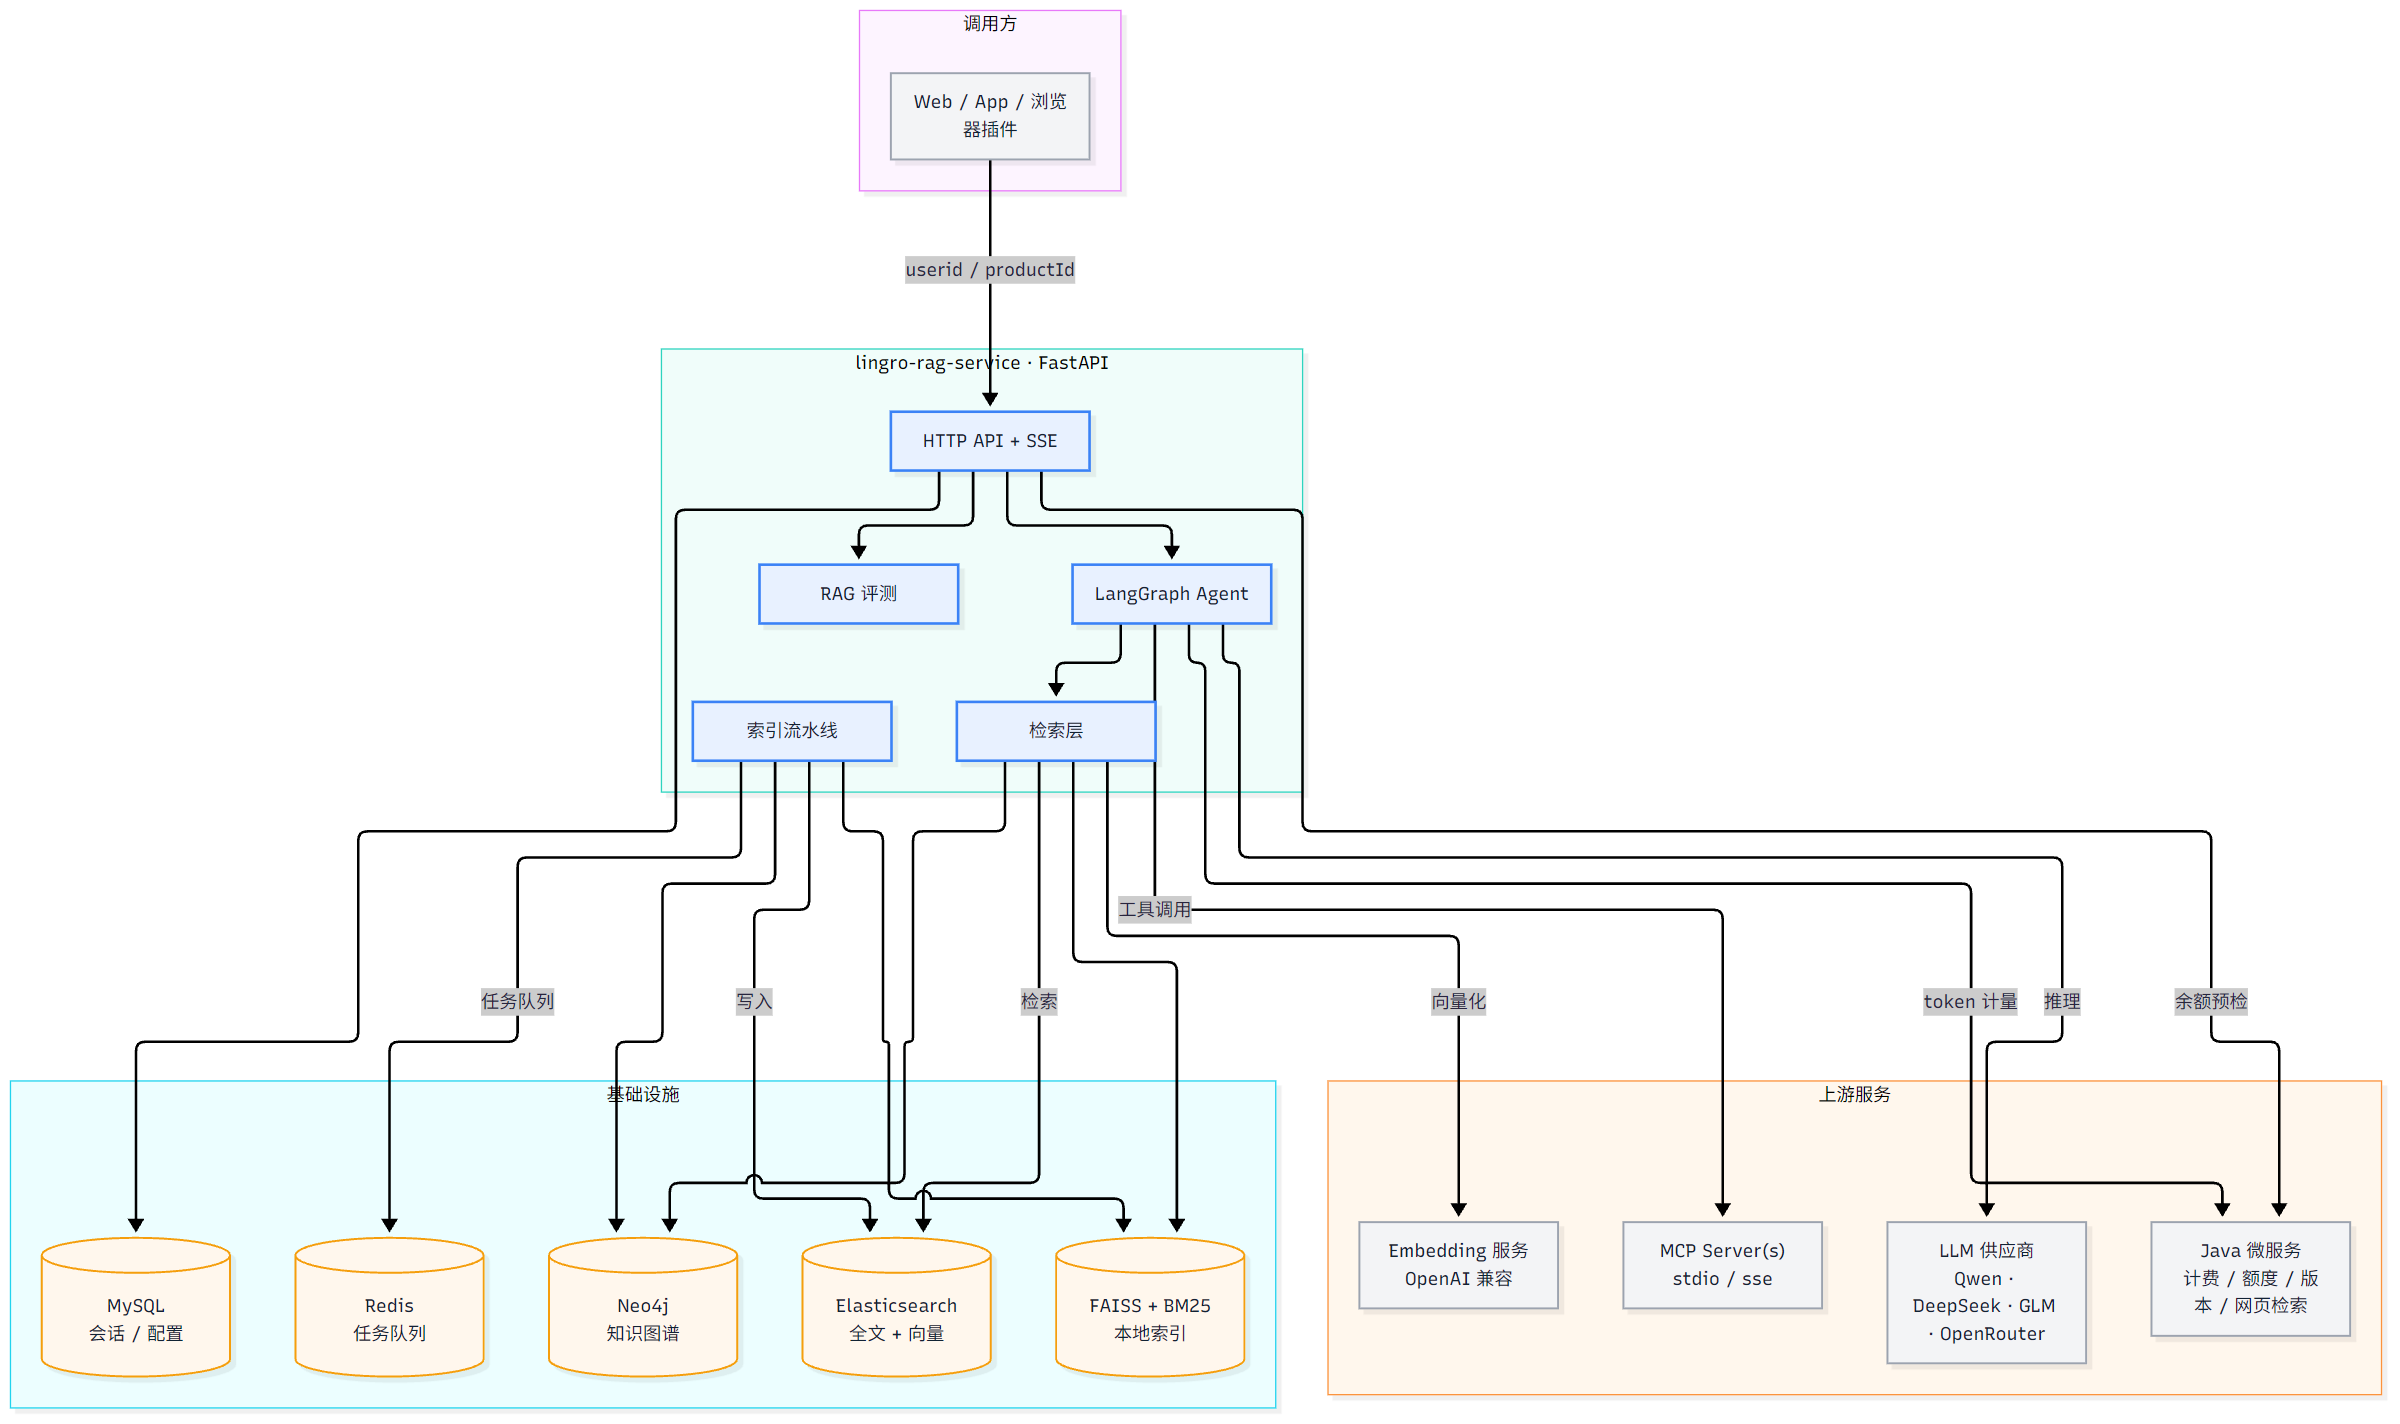 调用方
Web / App / 浏览
器插件
userid / productId
lingro-rag-service · FastAPI
HTTP API + SSE
RAG 评测
LangGraph Agent
索引流水线
检索层
工具调用
任务队列
写入
检索
向量化
token 计量
推理
余额预检
基础设施
上游服务
MySQL
会话 / 配置
Redis
任务队列
Neo4j
知识图谱
Elasticsearch
全文 + 向量
FAISS + BM25
本地索引
Embedding 服务
OpenAI 兼容
MCP Server(s)
stdio / sse
LLM 供应商
Qwen ·
DeepSeek · GLM
· OpenRouter
Java 微服务
计费 / 额度 / 版
本 / 网页检索